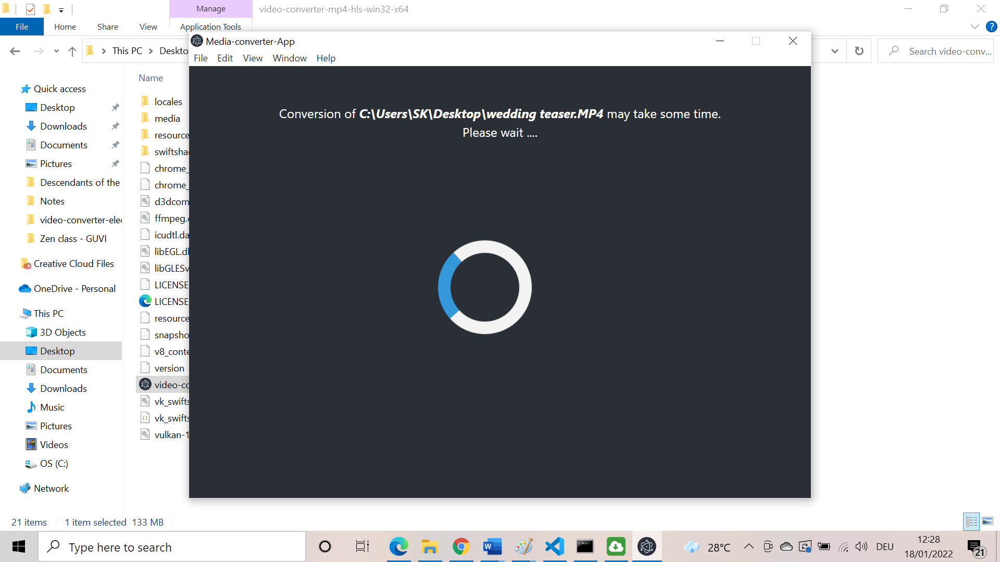 Manage
video-converter-mp4-hls-win32-x64
File
Home
Share
View
Application Tools
This PC
Deskto
Search video-conv...
Media-converter-App
File Edit View Window Help
Conversion of C:\Users\SK\Desktop\wedding teaser.MP4 may take some time.
Please wait ....
Name
Quick access
Desktop
Downloads
Documents
Pictures
Descendants of the
Notes
video-converter-elec
Zen class - GUVI
Creative Cloud Files
OneDrive - Personal
This PC
3D Objects
Desktop
Documents
Downloads
Music
Pictures
Videos
OS (C:)
Network
locales
media
resource
swiftshad
chrome_
chrome_
d3dcom
ffmpeg.d
icudtl.da
libEGL.dl
libGLESv
LICENSE
LICENSE
resource
snapsho
v8_conte
version
video-co
vk_swifts
vk_swifts
vulkan-1
21 items
1 item selected 133 MB
Type here to search
28°C
DEU
12:28
18/01/2022
21